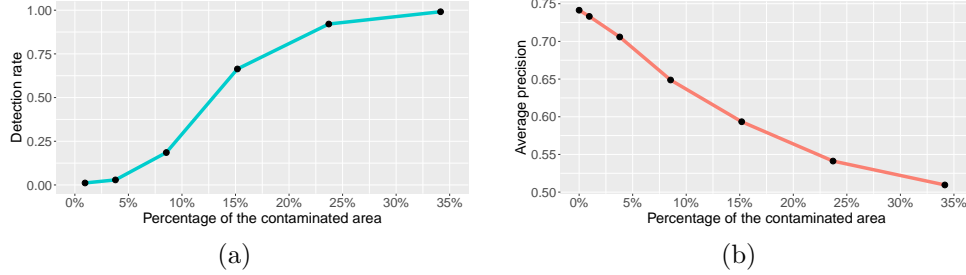 1.00
0.75
0.50
0.25
0.00
Detection rate
0% 5% 10% 15% 20% 25% 30% 35%
Percentage of the contaminated area
(a)
0.75
0.70
0.65
0.60
0.55
0.50
Average precision
0% 5% 10% 15% 20% 25% 30% 35%
Percentage of the contaminated area
(b)